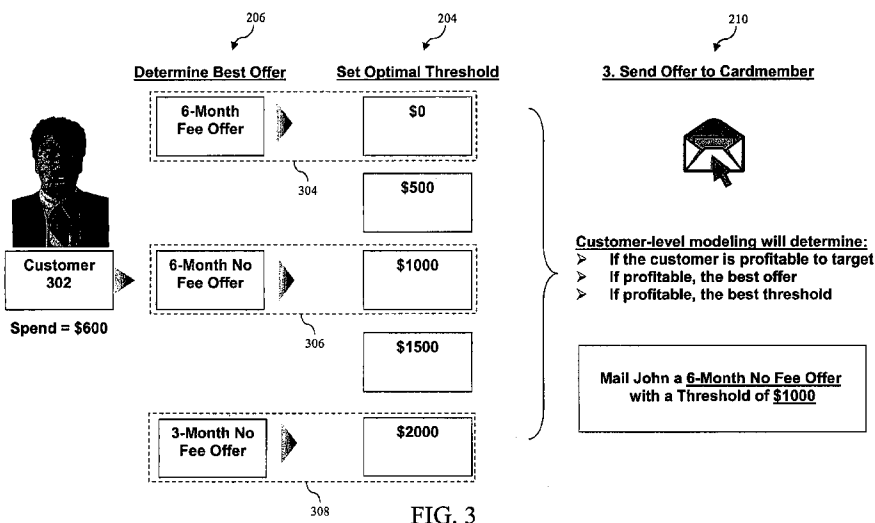 206
204
210
Determine Best Offer
Set Optimal Threshold
3. Send Offer to Cardmember
6-Month
Fee Offer
$0
304
$500
Customer
302
6-Month No
Fee Offer
$1000
Customer-level modeling will determine:
If the customer is profitable to target
If profitable, the best offer
If profitable, the best threshold
Spend = $600
306
$1500
Mail John a 6-Month No Fee Offer
with a Threshold of $1000
3-Month No
Fee Offer
$2000
308
FIG. 3